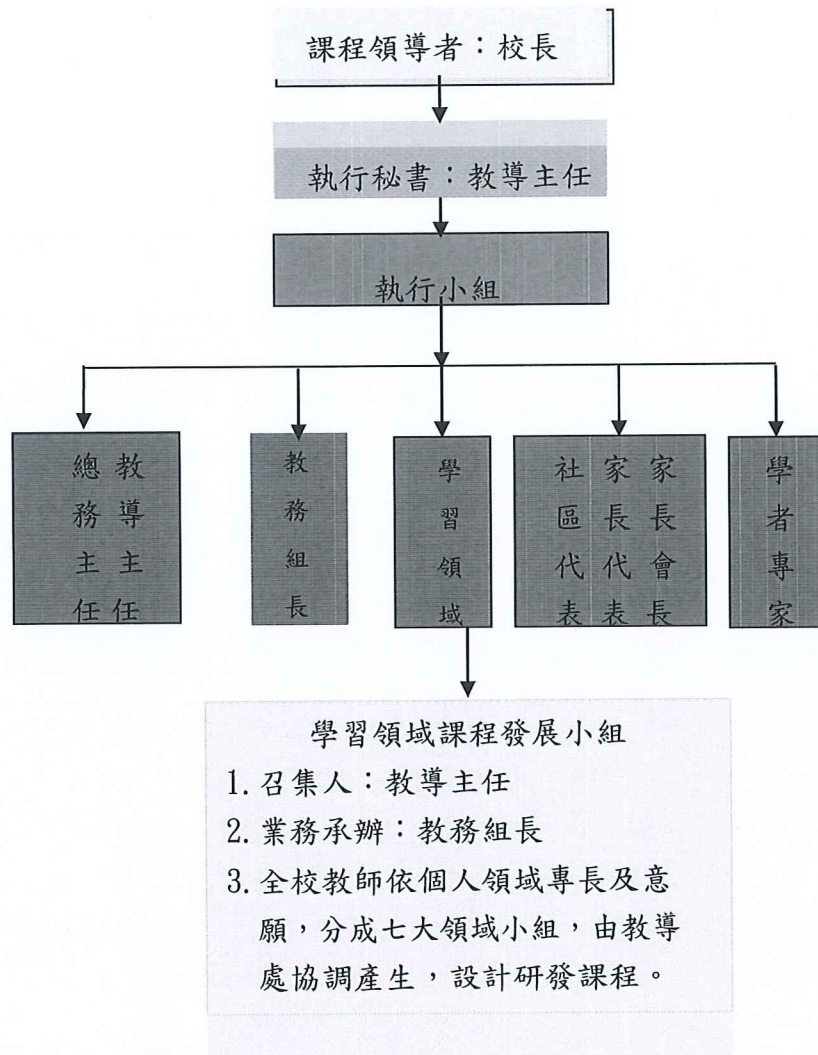 課程領導者：校長
執行秘書：教導主任
執行小組
教導主任
總務主任
教務組長
學習領域
家長會長
家長代表
社區代表
學者專家
學習領域課程發展小組
1. 召集人：教導主任
2. 業務承辦：教務組長
3. 全校教師依個人領域專長及意
願，分成七大領域小組，由教導
處協調產生，設計研發課程。